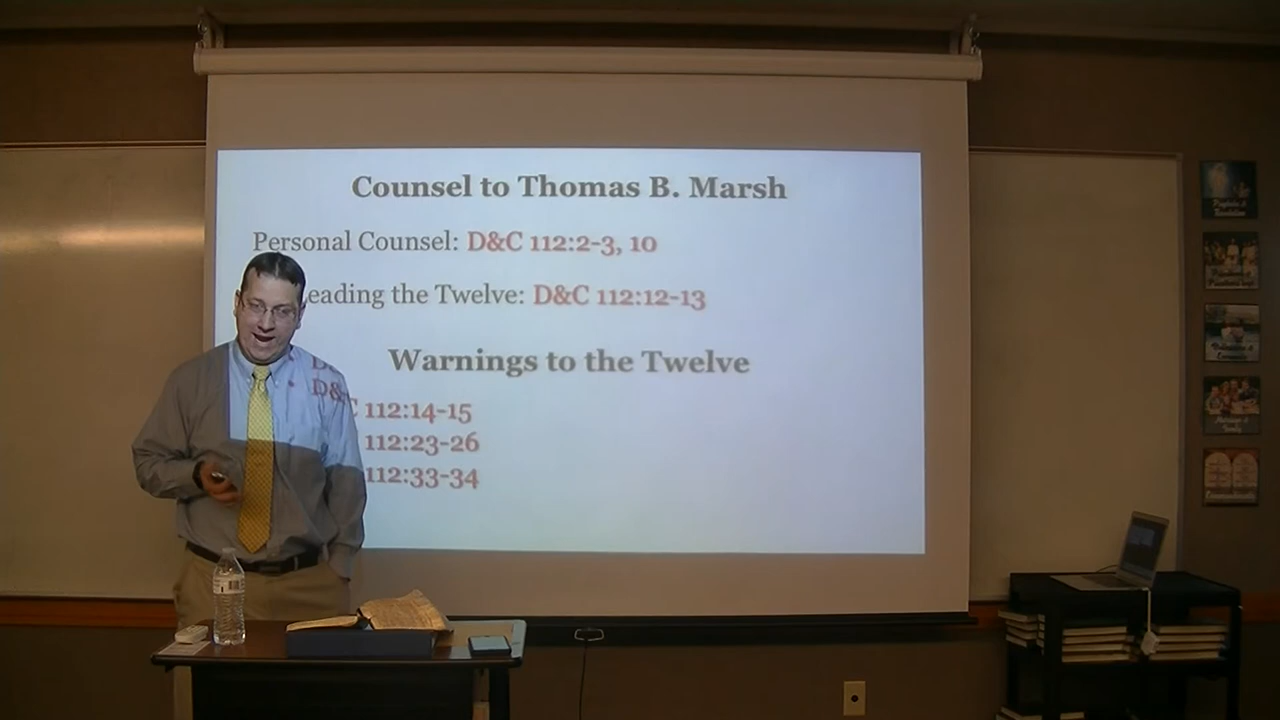 Counsel to Thomas B. Marsh
Personal Counsel: D&C 112:2-3, 10
eading the Twelve: D&C 112:12-13
Warnings to the Twelve
112:14-15
112:23-26
112:33-34